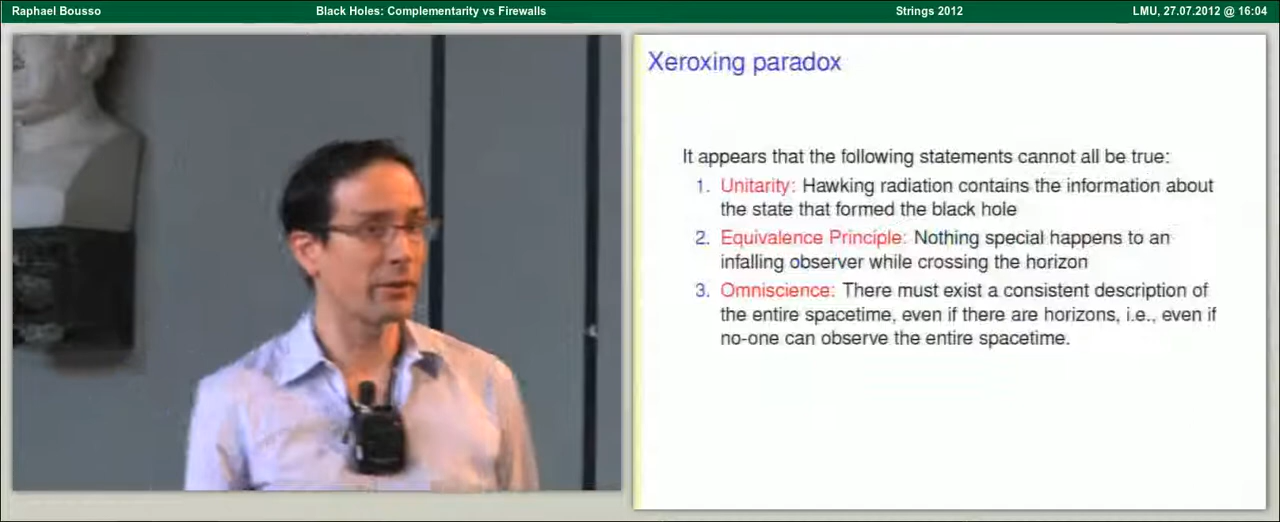 Raphael Bousso Black Holes: Complementarity vs Firewalls Strings 2012 LMU, 27.07.2012 @ 16:04
Xeroxing paradox
It appears that the following statements cannot all be true:
1. Unitarity: Hawking radiation contains the information about
the state that formed the black hole
2. Equivalence Principle: Nothing special happens to an
infalling observer while crossing the horizon
3. Omniscience: There must exist a consistent description of
the entire spacetime, even if there are horizons, i.e., even if
no-one can observe the entire spacetime.